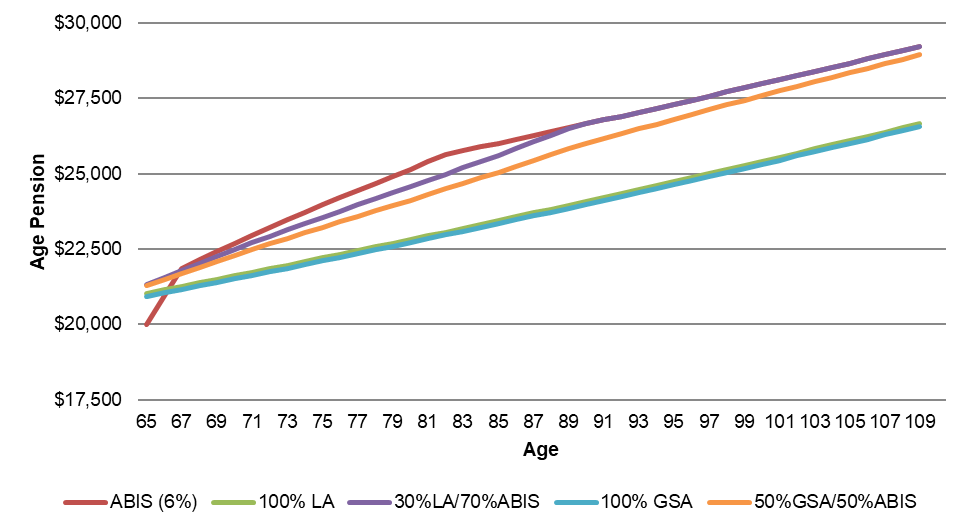 $30,000
$27,500
$25,000
$22,500
$20,000
$17,500
Age Pension
65 67 69 71 73 75 77 79 81 83 85 87 89 91 93 95 97 99 101 103 105 107 109
Age
ABIS (6%) 100% LA 30%LA/70%ABIS 100% GSA 50%GSA/50%ABIS